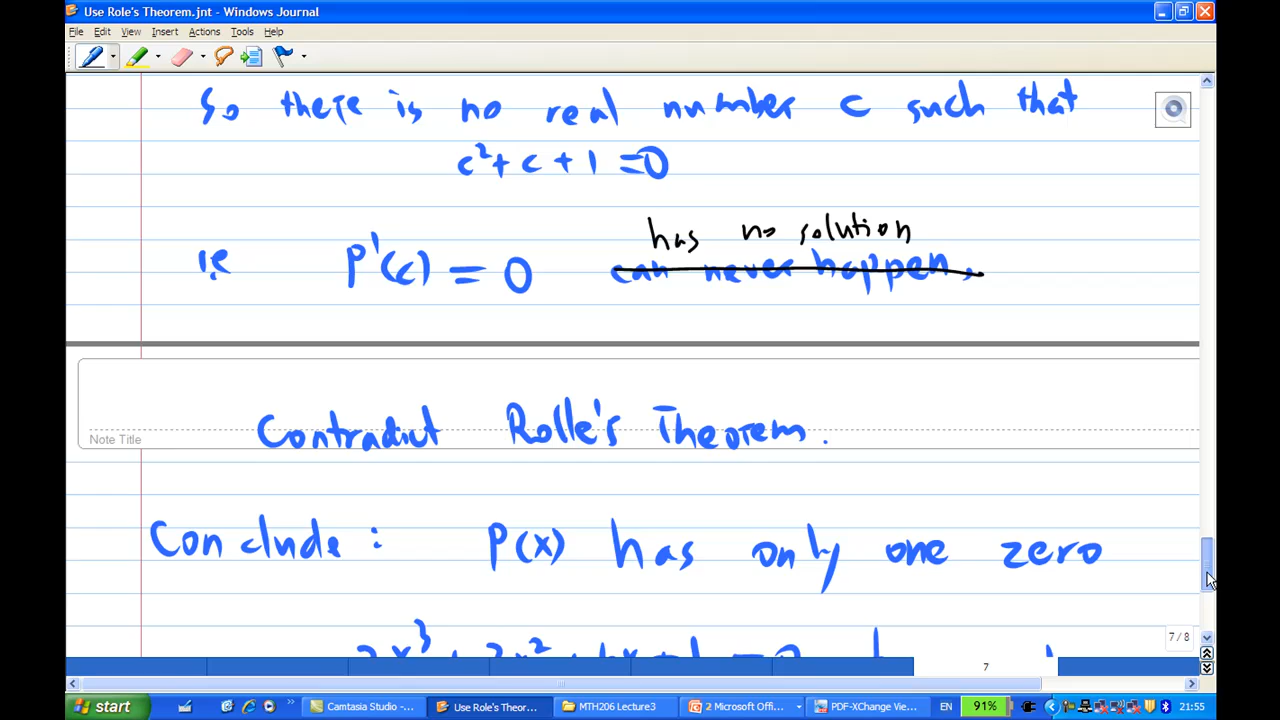 Use Role's Theorem.jnt - Windows Journal
File Edit View Insert Actions Tools Help
So there is no real number c such that
c²+ c + 1 =0
has no solution
i.e P'(c) = 0 can never happen.
Contradict Rolle's Theorem.
Note Title
Conclude : P(x) has only one zero
7 / 8
7
start Camtasia Studio -... Use Role's Theorem... MTH206 Lecture3 2 Microsoft Offi... PDF-XChange Vie... EN 91% 21:55